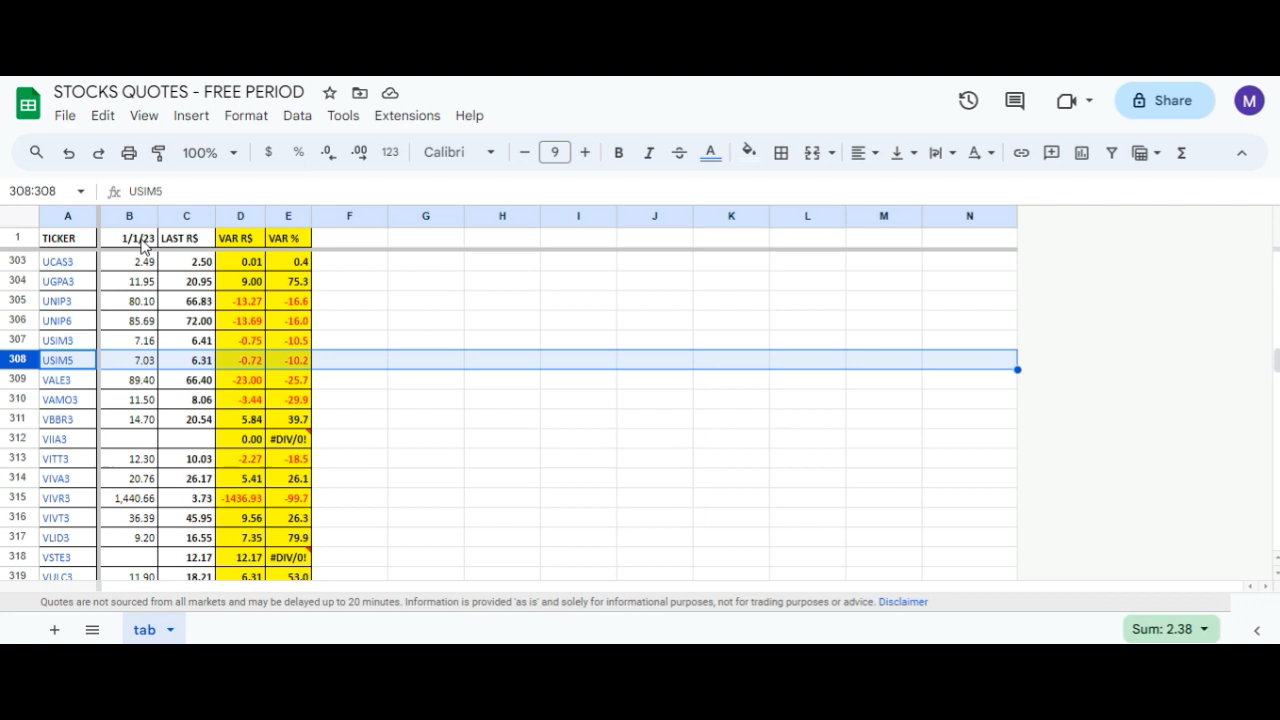 STOCKS QUOTES - FREE PERIOD
File Edit View Insert Format Data Tools Extensions Help
Share
M
100% $ % .0 .00 123 Calibri 9 B I A
308:308 fx USIM5
A B C D E F G H I J K L M N
1 TICKER 1/1/23 LAST R$ VAR R$ VAR %
303 UCAS3 2.49 2.50 0.01 0.4
304 UGPA3 11.95 20.95 9.00 75.3
305 UNIP3 80.10 66.83 -13.27 -16.6
306 UNIP6 85.69 72.00 -13.69 -16.0
307 USIM3 7.16 6.41 -0.75 -10.5
308 USIM5 7.03 6.31 -0.72 -10.2
309 VALE3 89.40 66.40 -23.00 -25.7
310 VAMO3 11.50 8.06 -3.44 -29.9
311 VBBR3 14.70 20.54 5.84 39.7
312 VIIA3 0.00 #DIV/0!
313 VITT3 12.30 10.03 -2.27 -18.5
314 VIVA3 20.76 26.17 5.41 26.1
315 VIVR3 1,440.66 3.73 -1436.93 -99.7
316 VIVT3 36.39 45.95 9.56 26.3
317 VLID3 9.20 16.55 7.35 79.9
318 VSTE3 12.17 12.17 #DIV/0!
319 VULC3 11.90 18.21 6.31 53.0
Quotes are not sourced from all markets and may be delayed up to 20 minutes. Information is provided 'as is' and solely for informational purposes, not for trading purposes or advice. Disclaimer
tab
Sum: 2.38